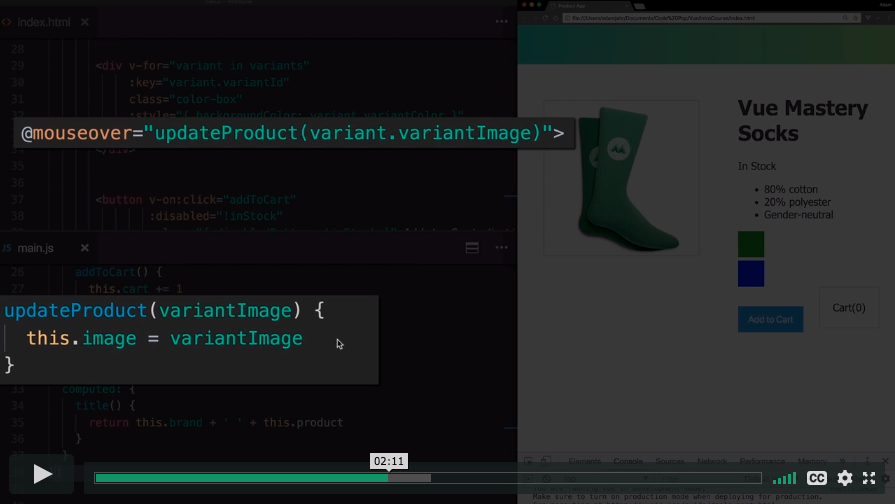 index.html
28
29 <div v-for="variant in variants"
30 :key="variant.variantId"
31 class="color-box"
:style="{ backgroundColor: variant.variantColor }"
@mouseover="updateProduct(variant.variantImage)">
35
36
37 <button v-on:click="addToCart"
38 :disabled="!inStock"
JS main.js
26 addToCart() {
27 this.cart += 1
updateProduct(variantImage) {
this.image = variantImage
}
33 computed: {
34 title() {
35 return this.brand + ' ' + this.product
36 }
Vue Mastery Socks
In Stock
80% cotton
20% polyester
Gender-neutral
Add to Cart
Cart(0)
Elements Console Sources Network Performance Memory
Make sure to turn on production mode when deploying for production.
02:11
CC